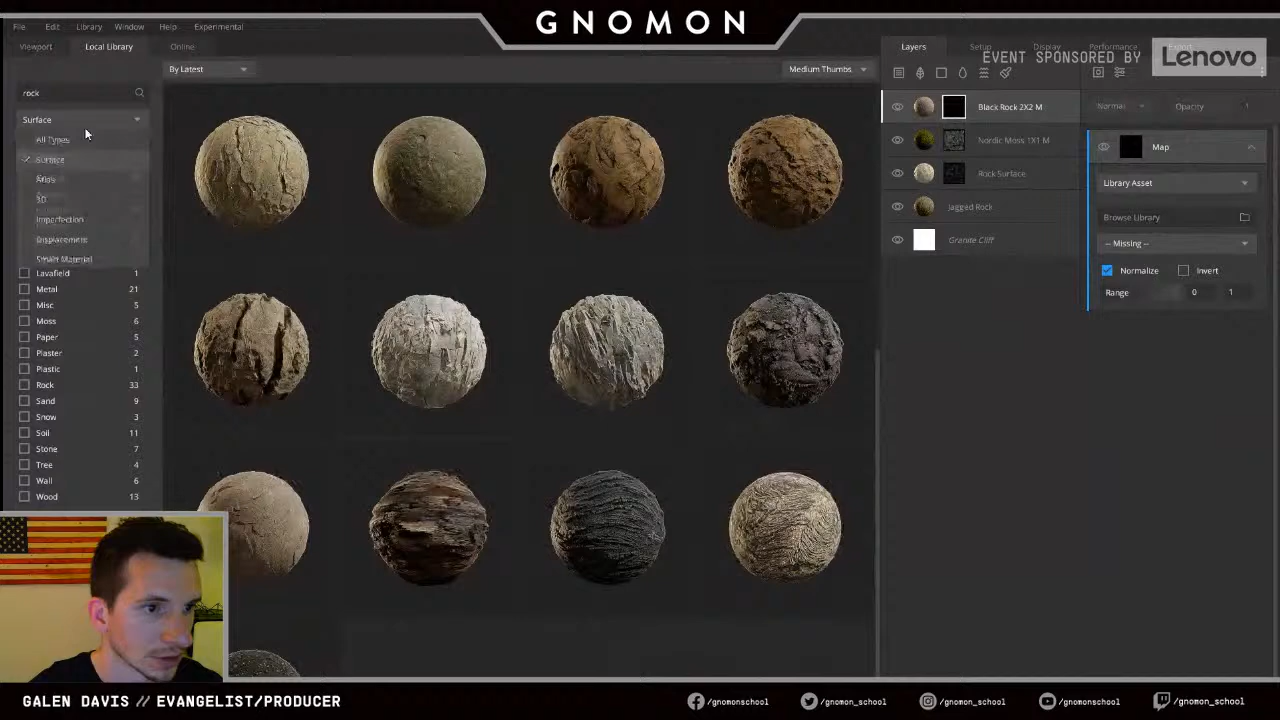 GNOMON
EVENT SPONSORED BY
Lenovo
File Edit Library Window Help Experimental
Viewport Local Library Online
rock
Surface
All Types
Surface
Atlas
3D
Imperfection
Displacement
Smart Material
Lavafield 1
Metal 21
Misc 5
Moss 6
Paper 5
Plaster 2
Plastic 1
Rock 33
Sand 9
Snow 3
Soil 11
Stone 7
Tree 4
Wall 6
Wood 13
By Latest
Medium Thumbs
Layers Setup Display Performance Export
Black Rock 2X2 M
Nordic Moss 1X1 M
Rock Surface
Jagged Rock
Granite Cliff
Normal Opacity 1
Map
Library Asset
Browse Library
-- Missing --
Normalize Invert
Range 0 1
GALEN DAVIS // EVANGELIST/PRODUCER
/gnomonschool
/gnomon_school
/gnomon_school
/gnomonschool
/gnomon_school